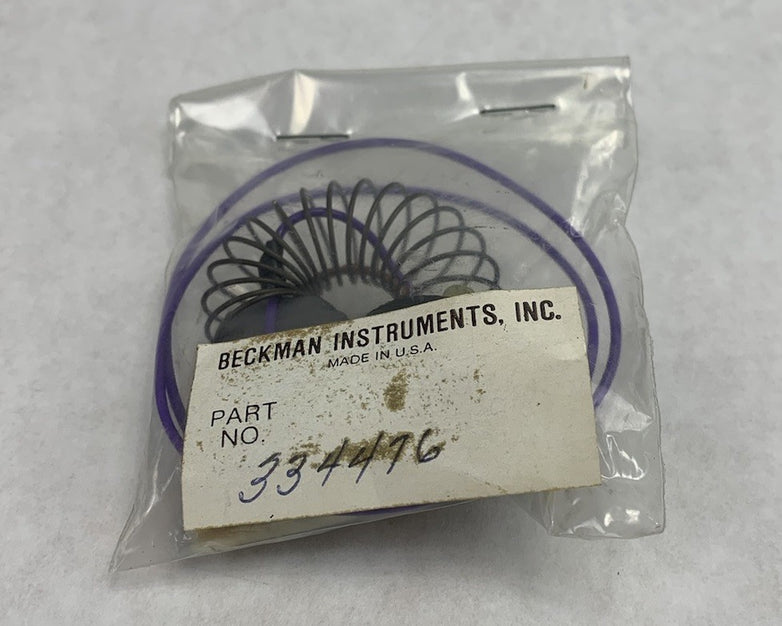 BECKMAN INSTRUMENTS, INC.
MADE IN U.S.A.
PART
NO.
334476